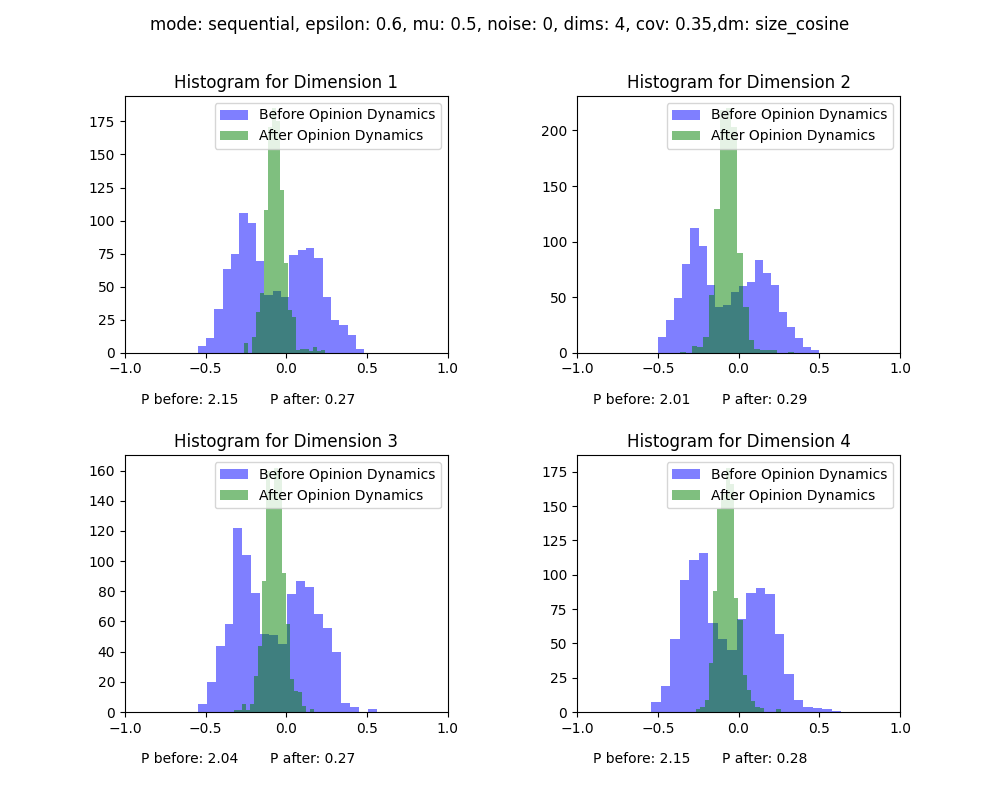 mode: sequential, epsilon: 0.6, mu: 0.5, noise: 0, dims: 4, cov: 0.35,dm: size_cosine
Histogram for Dimension 1
Before Opinion Dynamics
After Opinion Dynamics
175
150
125
100
75
50
25
0
−1.0 −0.5 0.0 0.5 1.0
P before: 2.15 P after: 0.27
Histogram for Dimension 2
Before Opinion Dynamics
After Opinion Dynamics
200
150
100
50
0
−1.0 −0.5 0.0 0.5 1.0
P before: 2.01 P after: 0.29
Histogram for Dimension 3
Before Opinion Dynamics
After Opinion Dynamics
160
140
120
100
80
60
40
20
0
−1.0 −0.5 0.0 0.5 1.0
P before: 2.04 P after: 0.27
Histogram for Dimension 4
Before Opinion Dynamics
After Opinion Dynamics
175
150
125
100
75
50
25
0
−1.0 −0.5 0.0 0.5 1.0
P before: 2.15 P after: 0.28